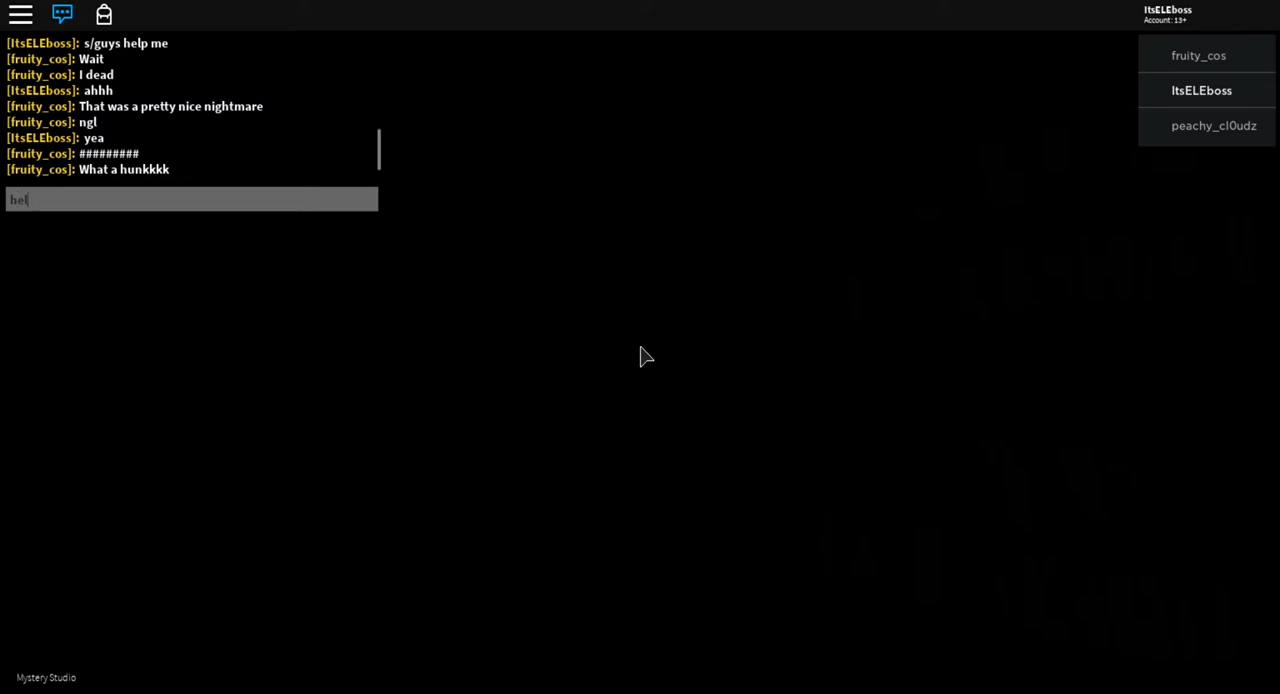 ItsELEboss
Account: 13+
[ItsELEboss]: s/guys help me
[fruity_cos]: Wait
[fruity_cos]: I dead
[ItsELEboss]: ahhh
[fruity_cos]: That was a pretty nice nightmare
[fruity_cos]: ngl
[ItsELEboss]: yea
[fruity_cos]: #########
[fruity_cos]: What a hunkkkk
hel
fruity_cos
ItsELEboss
peachy_cl0udz
Mystery Studio